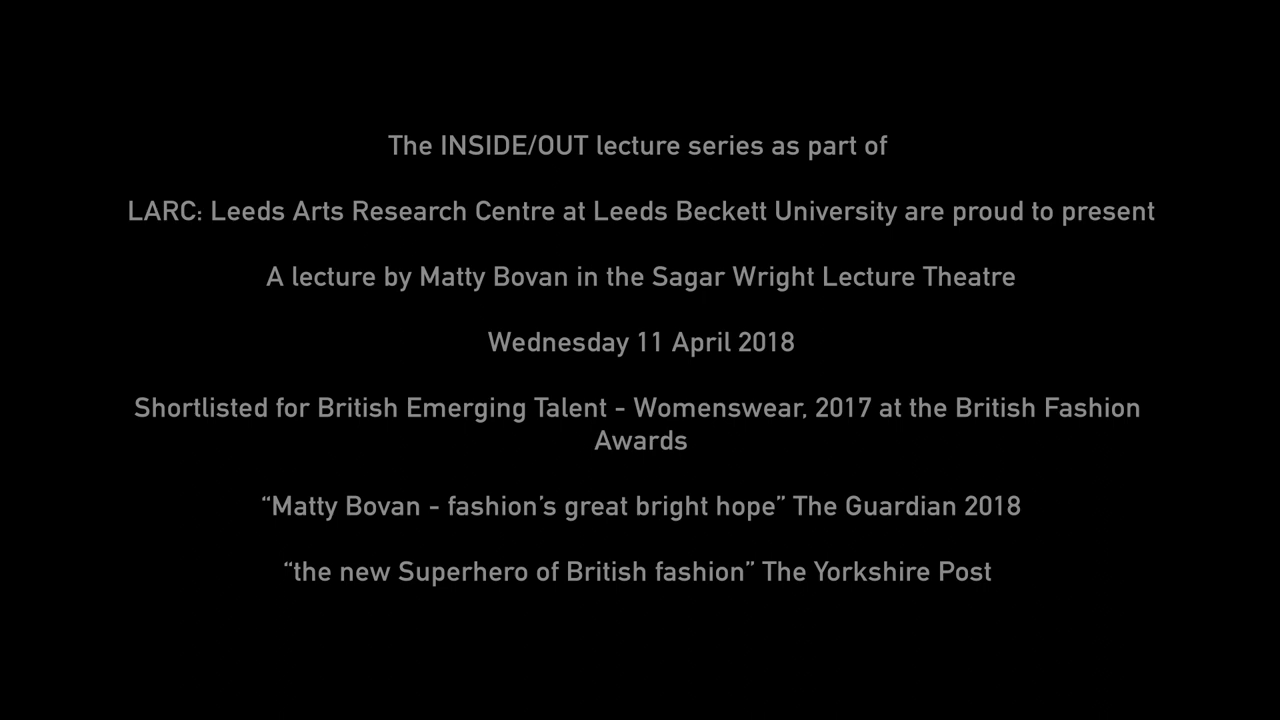 The INSIDE/OUT lecture series as part of
LARC: Leeds Arts Research Centre at Leeds Beckett University are proud to present
A lecture by Matty Bovan in the Sagar Wright Lecture Theatre
Wednesday 11 April 2018
Shortlisted for British Emerging Talent - Womenswear, 2017 at the British Fashion
Awards
“Matty Bovan - fashion’s great bright hope” The Guardian 2018
“the new Superhero of British fashion” The Yorkshire Post